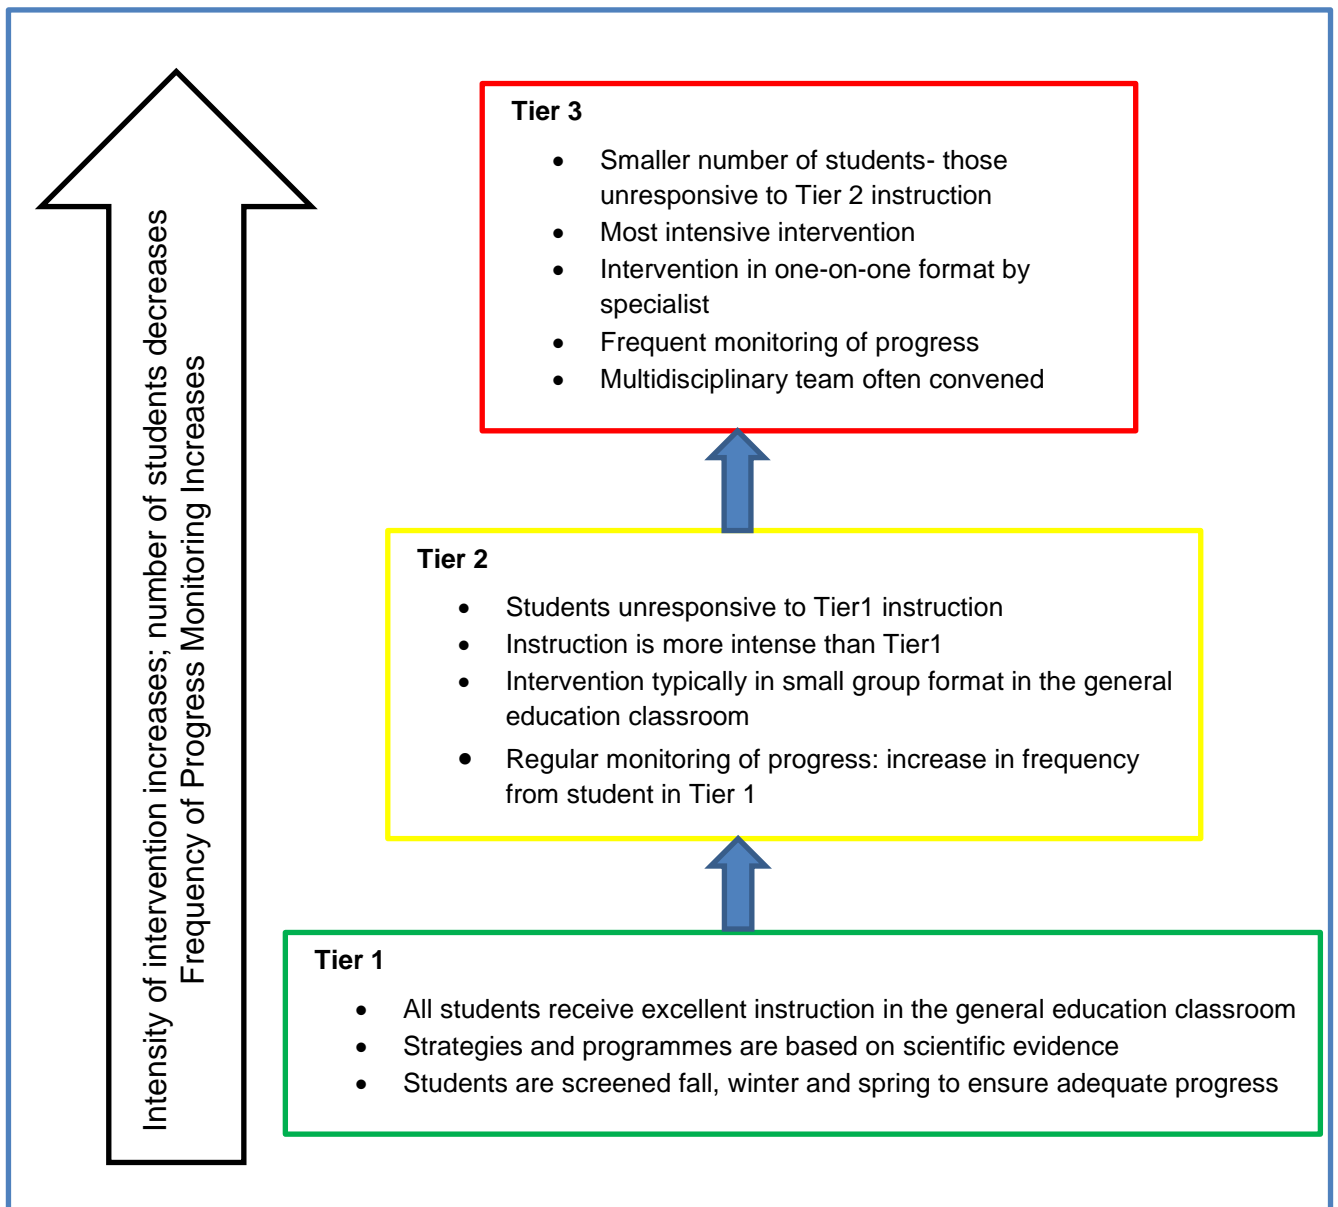 Intensity of intervention increases; number of students decreases
Frequency of Progress Monitoring Increases
Tier 3
• Smaller number of students- those
unresponsive to Tier 2 instruction
• Most intensive intervention
• Intervention in one-on-one format by
specialist
• Frequent monitoring of progress
• Multidisciplinary team often convened
Tier 2
• Students unresponsive to Tier1 instruction
• Instruction is more intense than Tier1
• Intervention typically in small group format in the general
education classroom
• Regular monitoring of progress: increase in frequency
from student in Tier 1
Tier 1
• All students receive excellent instruction in the general education classroom
• Strategies and programmes are based on scientific evidence
• Students are screened fall, winter and spring to ensure adequate progress